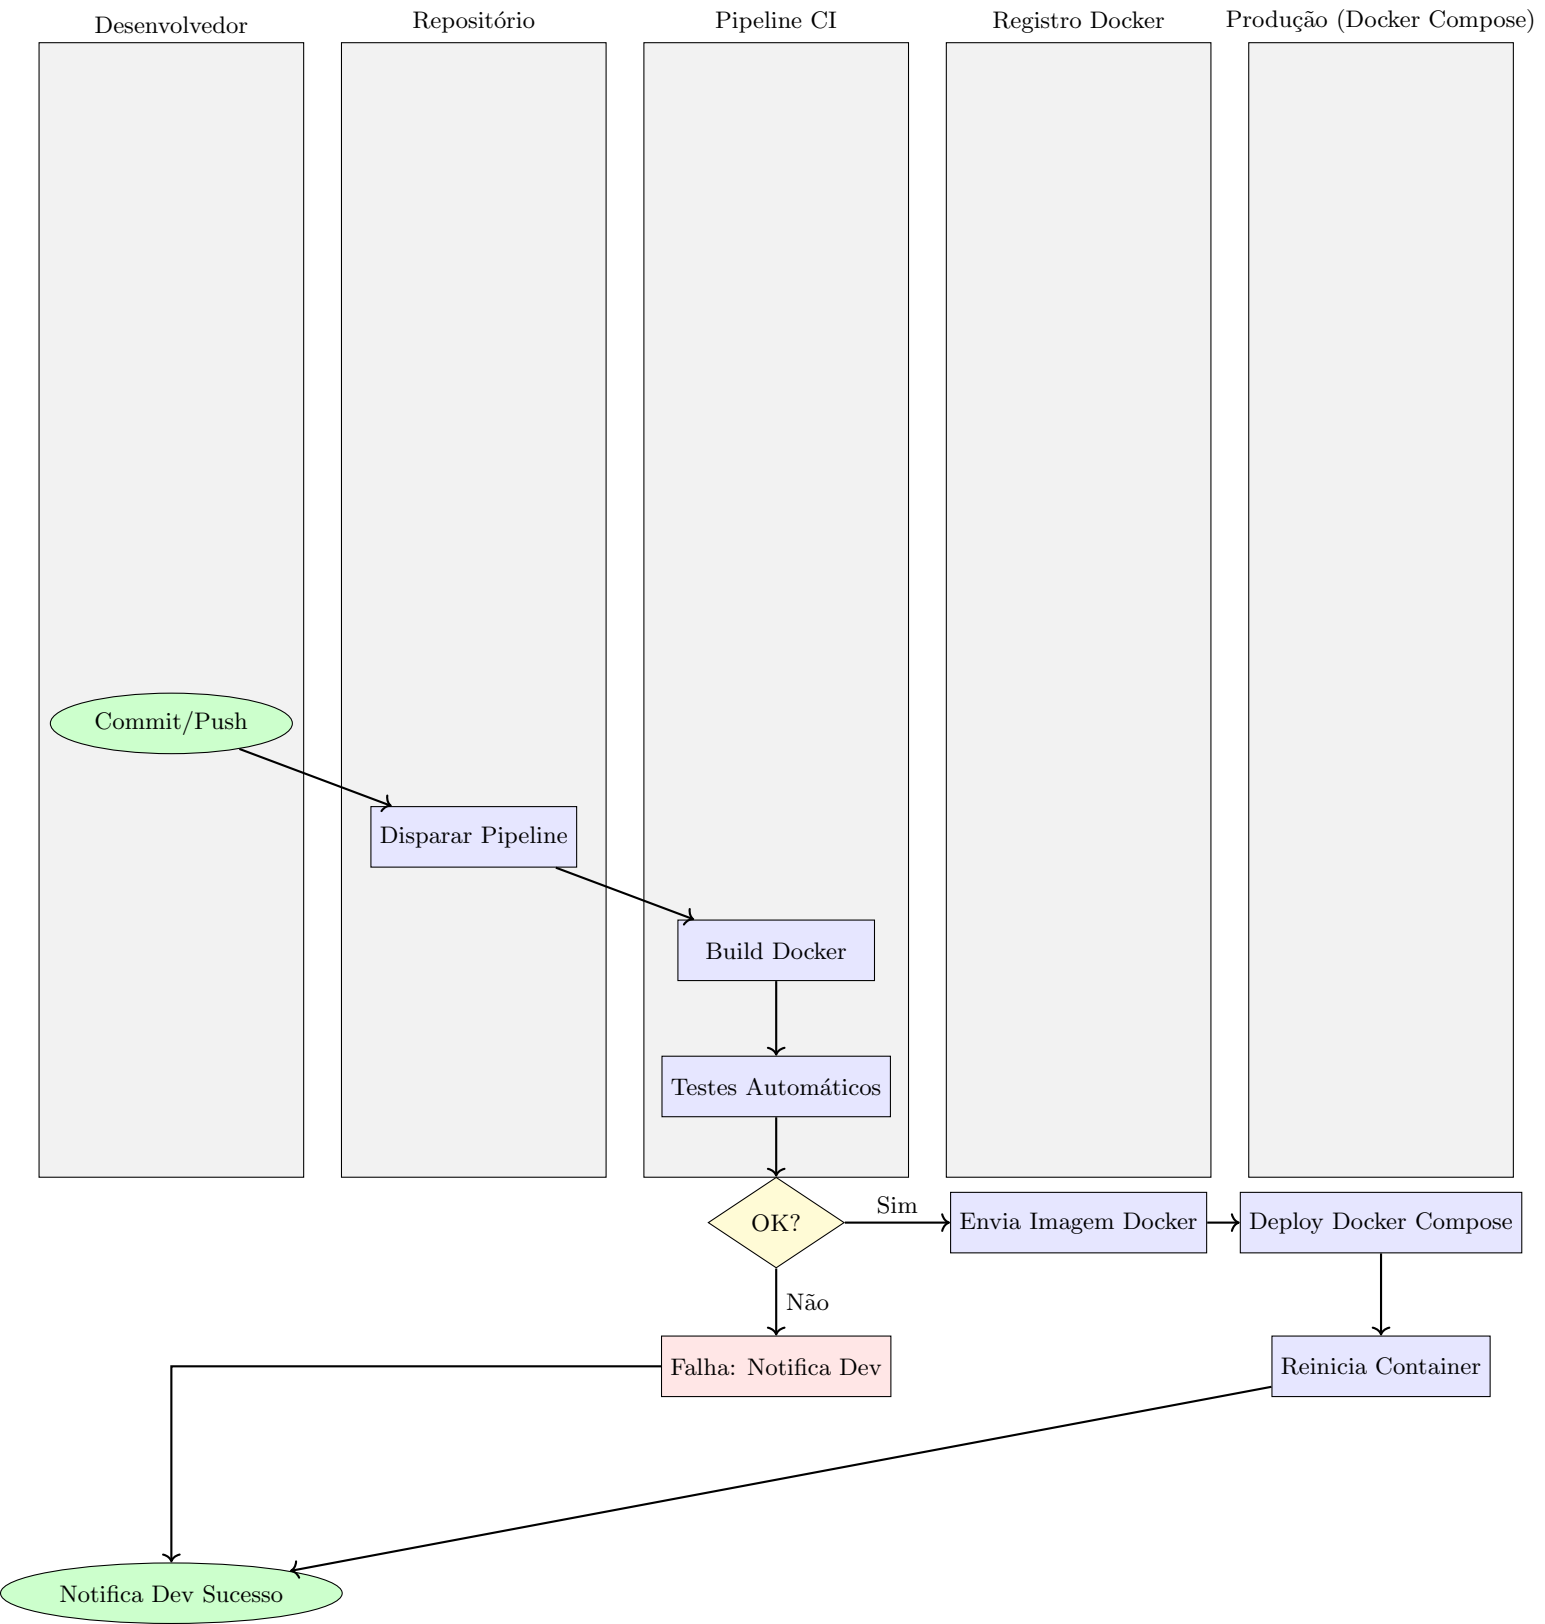 Desenvolvedor
Repositório
Pipeline CI
Registro Docker
Produção (Docker Compose)
Commit/Push
Disparar Pipeline
Build Docker
Testes Automáticos
OK?
Sim
Envia Imagem Docker
Deploy Docker Compose
Não
Falha: Notifica Dev
Reinicia Container
Notifica Dev Sucesso